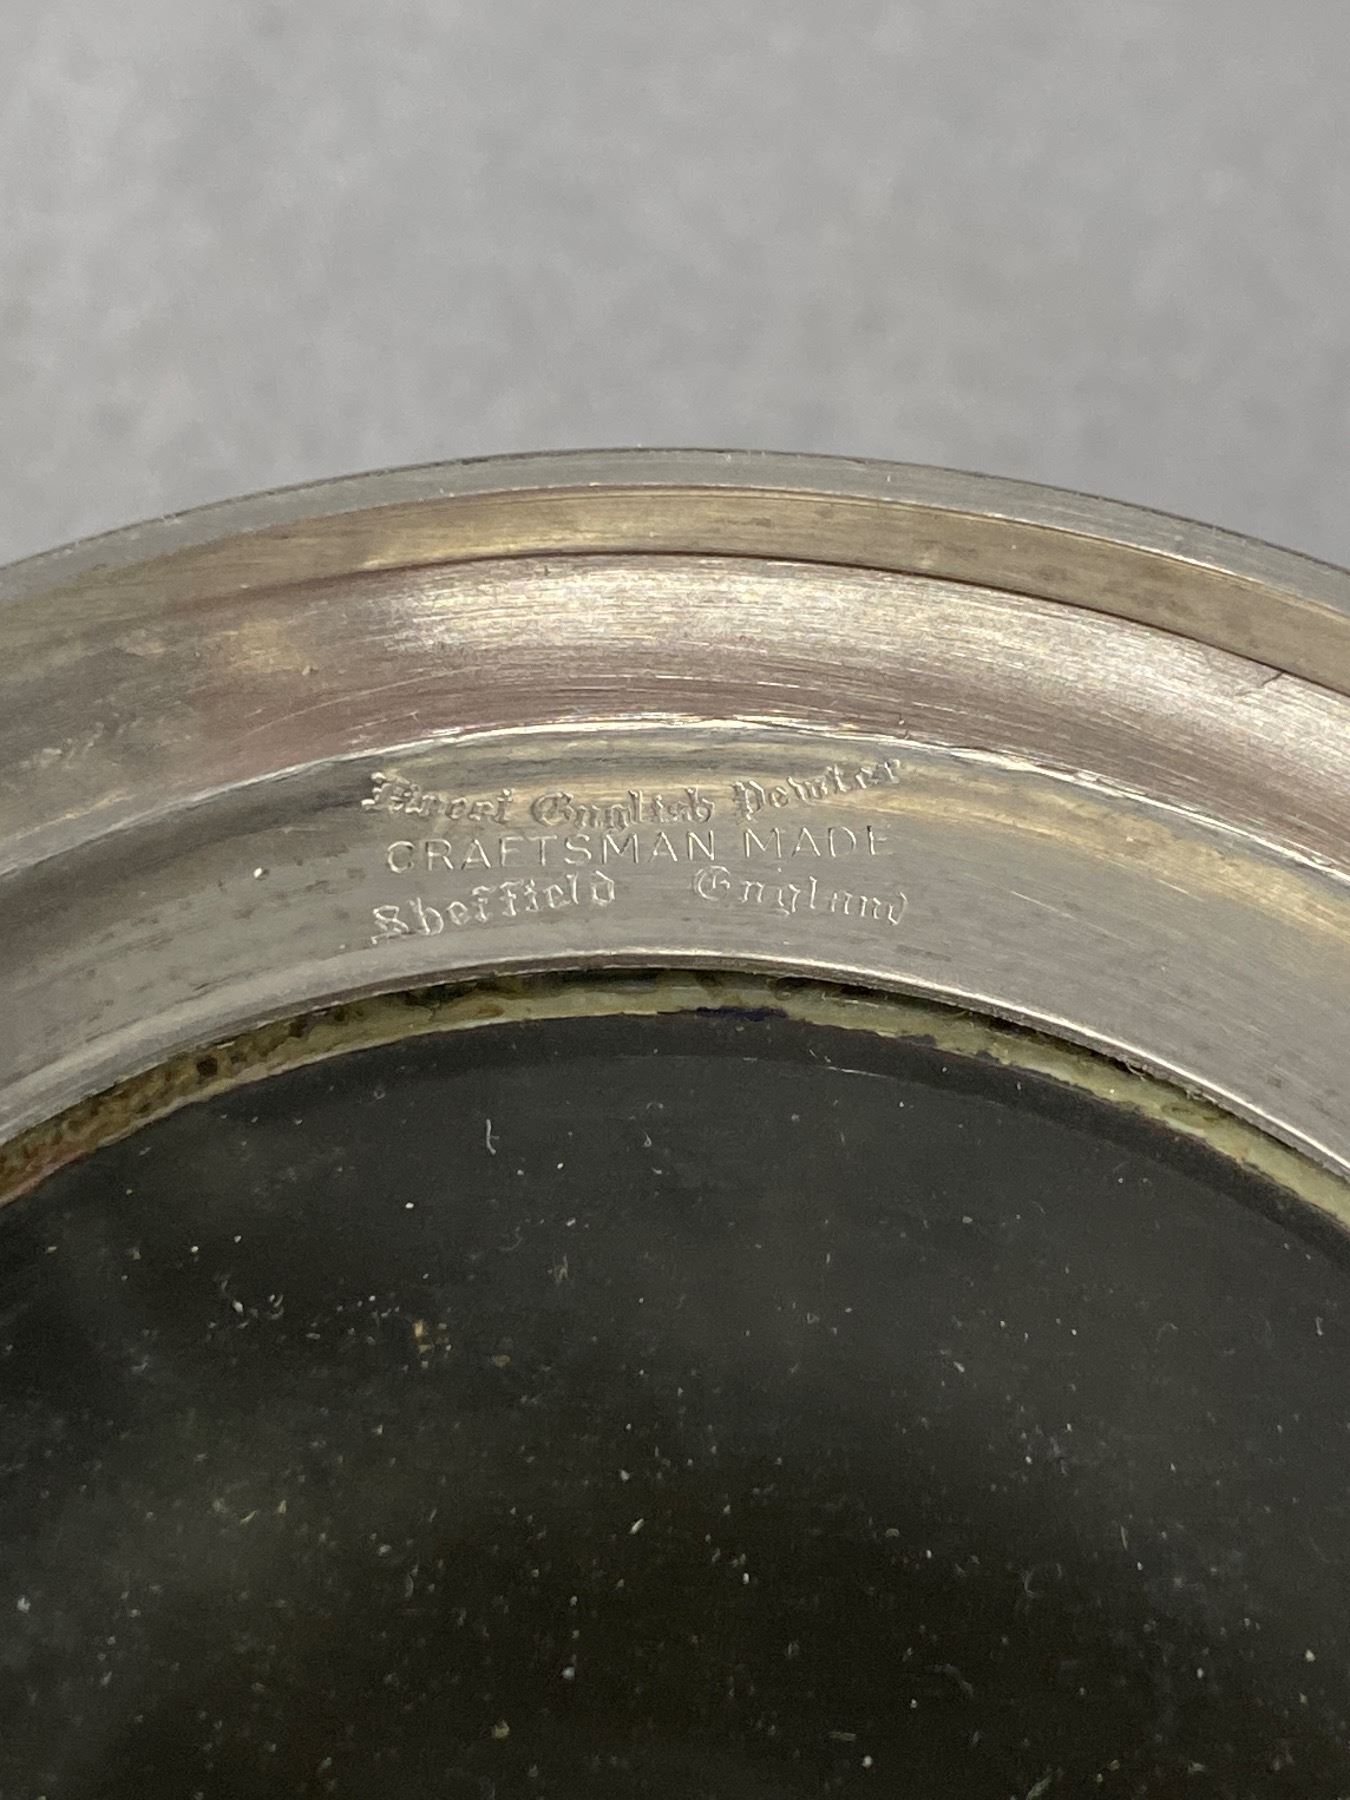 Finest English Pewter
CRAFTSMAN MADE
Sheffield England